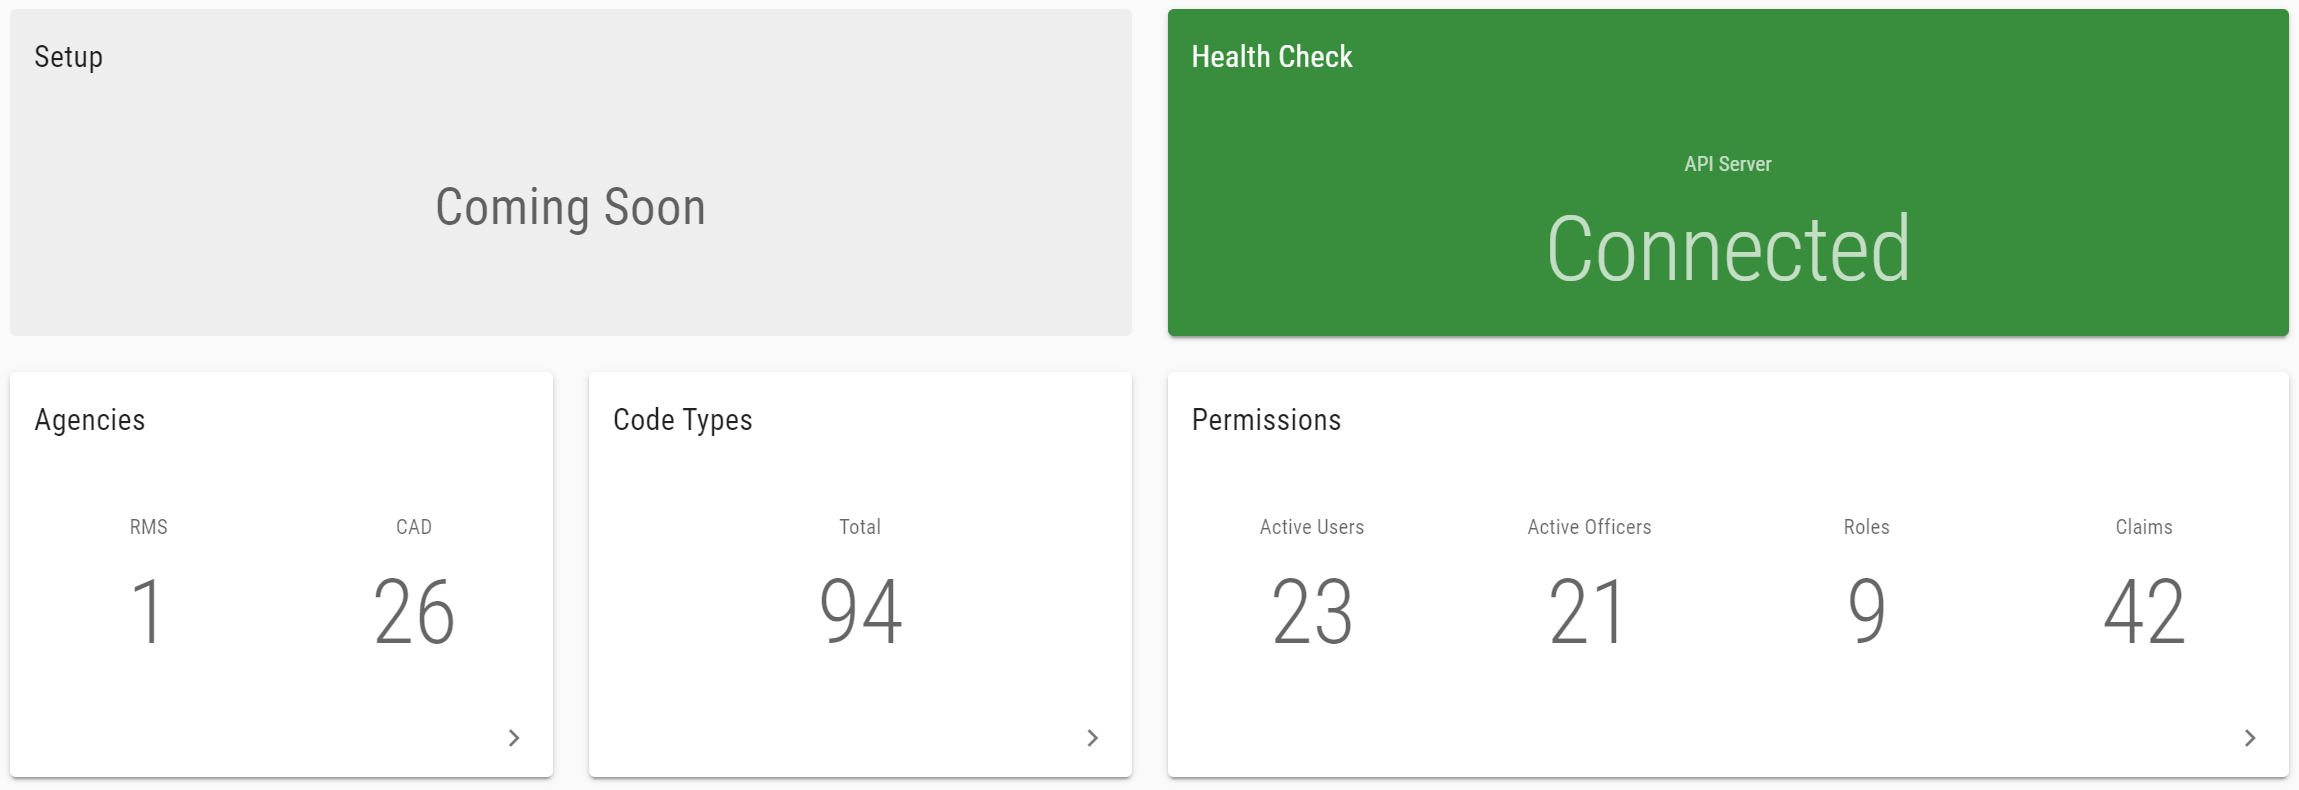 Setup
Coming Soon
Health Check
API Server
Connected
Agencies
RMS
1
CAD
26
Code Types
Total
94
Permissions
Active Users
23
Active Officers
21
Roles
9
Claims
42